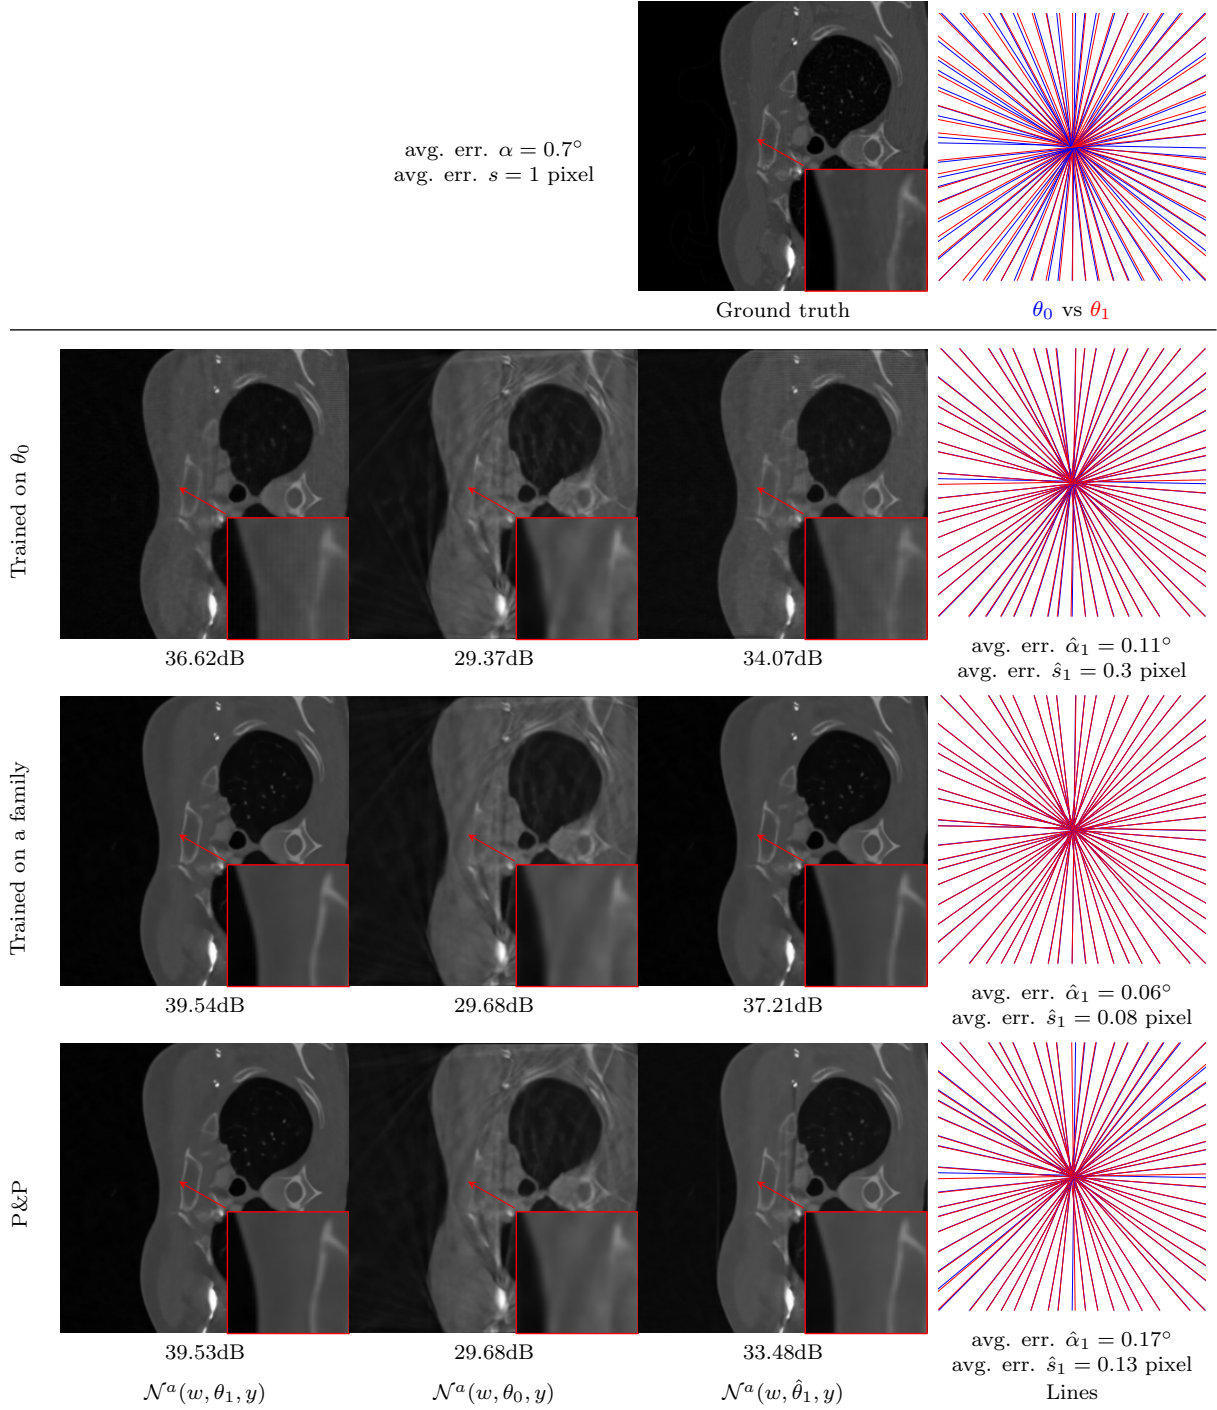 avg. err. α = 0.7°
avg. err. s = 1 pixel
Ground truth
θ₀ vs θ₁
Trained on θ₀
36.62dB
29.37dB
34.07dB
avg. err. α̂₁ = 0.11°
avg. err. ŝ₁ = 0.3 pixel
Trained on a family
39.54dB
29.68dB
37.21dB
avg. err. α̂₁ = 0.06°
avg. err. ŝ₁ = 0.08 pixel
P&P
39.53dB
29.68dB
33.48dB
avg. err. α̂₁ = 0.17°
avg. err. ŝ₁ = 0.13 pixel
𝒩ᵃ(w, θ₁, y)
𝒩ᵃ(w, θ₀, y)
𝒩ᵃ(w, θ̂₁, y)
Lines